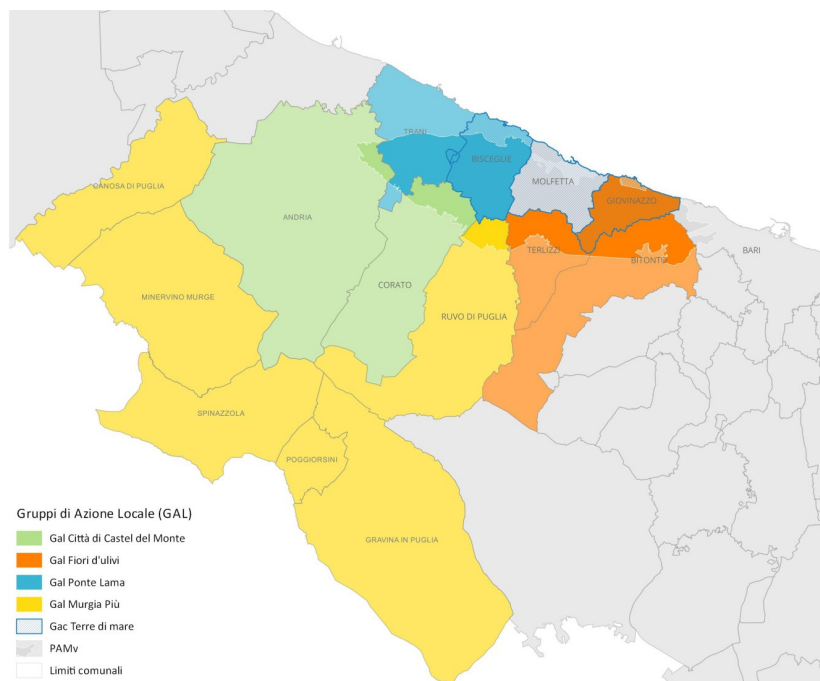 TRANI
BISCEGLIE
MOLFETTA
CANOSA DI PUGLIA
GIOVINAZZO
ANDRIA
TERLIZZI
BARI
BITONTO
CORATO
MINERVINO MURGE
RUVO DI PUGLIA
SPINAZZOLA
POGGIORSINI
GRAVINA IN PUGLIA
Gruppi di Azione Locale (GAL)
Gal Città di Castel del Monte
Gal Fiori d'ulivi
Gal Ponte Lama
Gal Murgia Più
Gac Terre di mare
PAMv
Limiti comunali